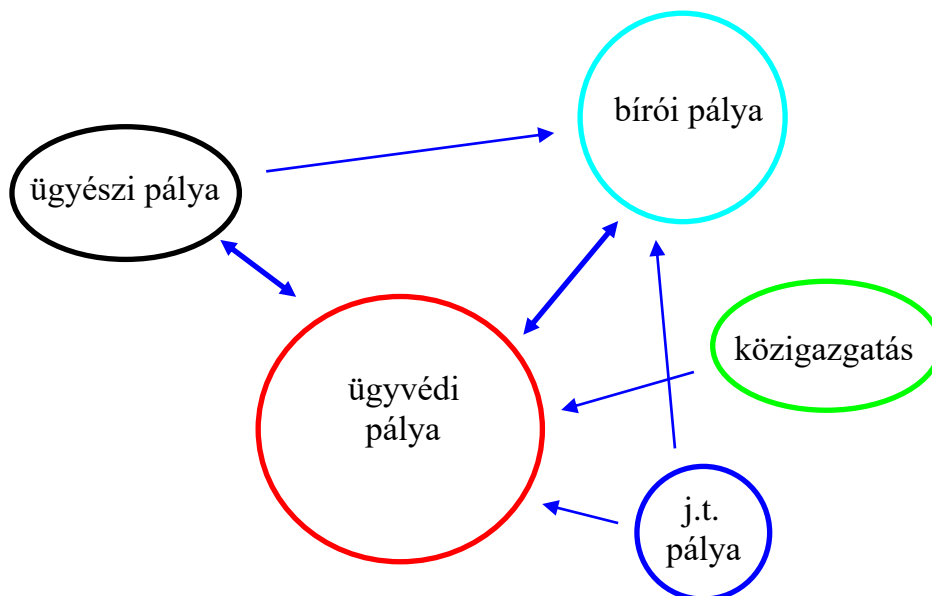 bírói pálya
ügyészi pálya
közigazgatás
ügyvédi
pálya
j.t.
pálya